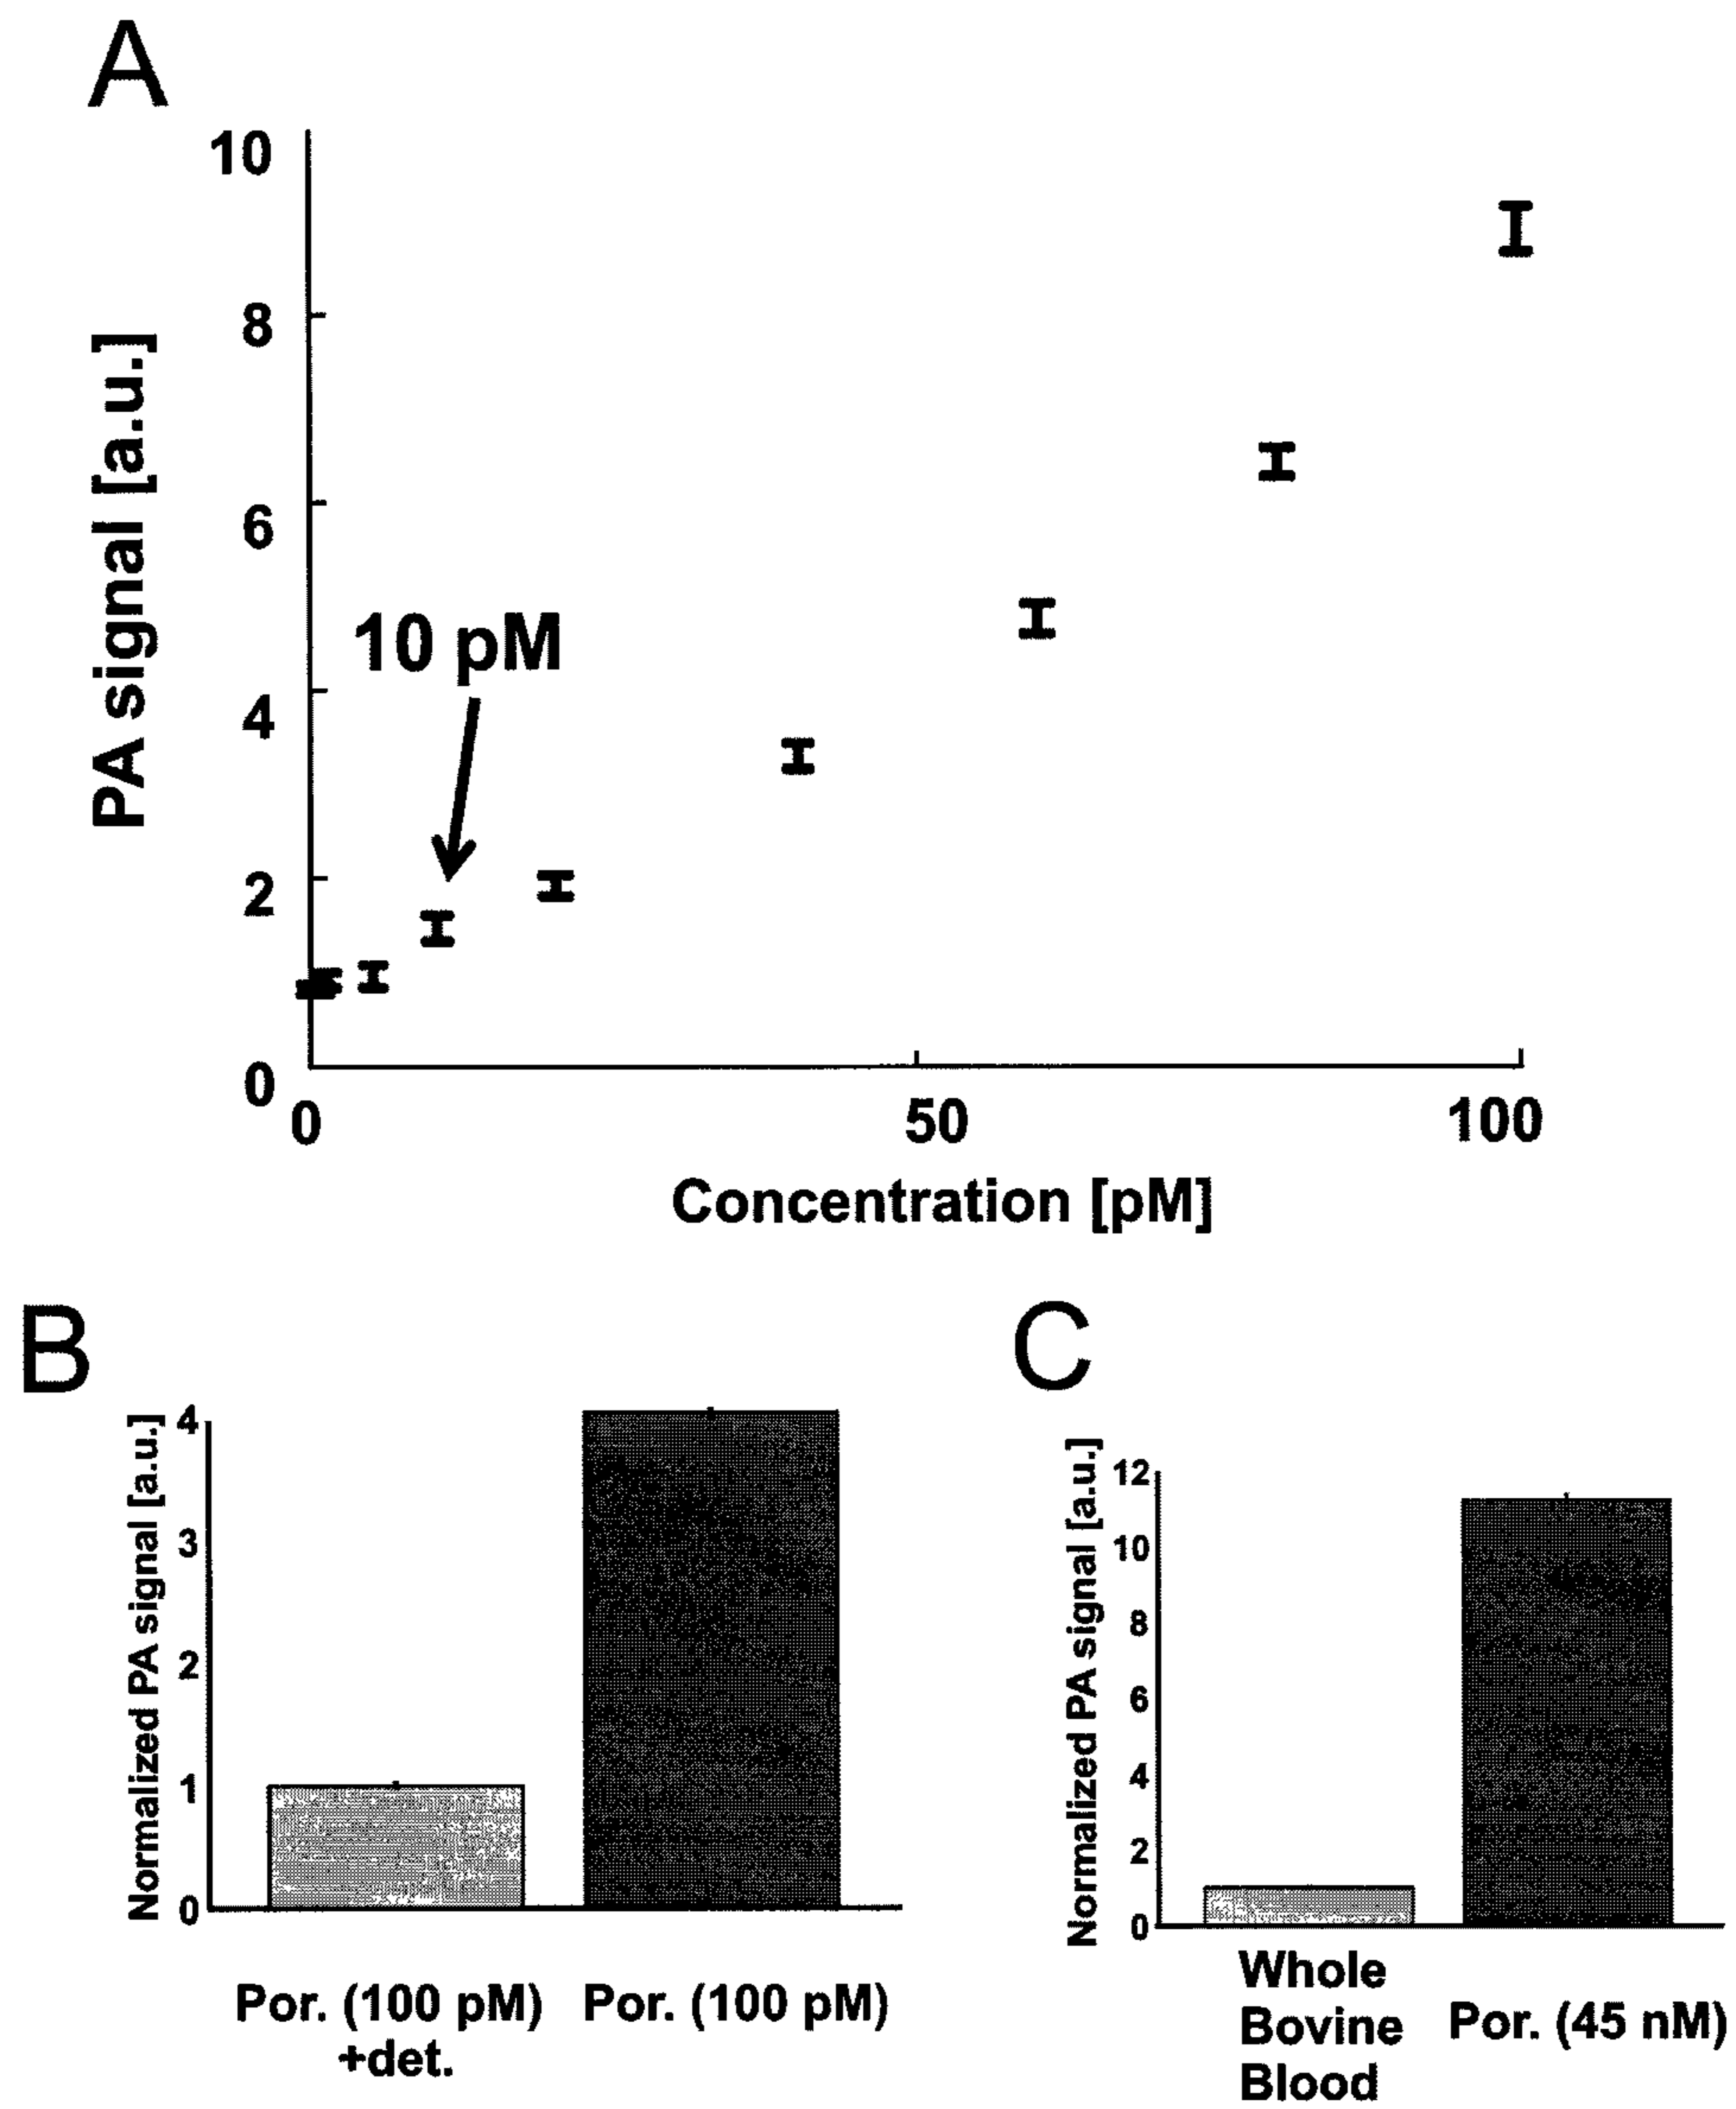 A
10
8
6
4
2
0
PA signal [a.u.]
10 pM
0
50
100
Concentration [pM]
B
4
3
2
1
0
Normalized PA signal [a.u.]
Por. (100 pM)
+det.
Por. (100 pM)
C
12
10
8
6
4
2
0
Normalized PA signal [a.u.]
Whole
Bovine
Blood
Por. (45 nM)